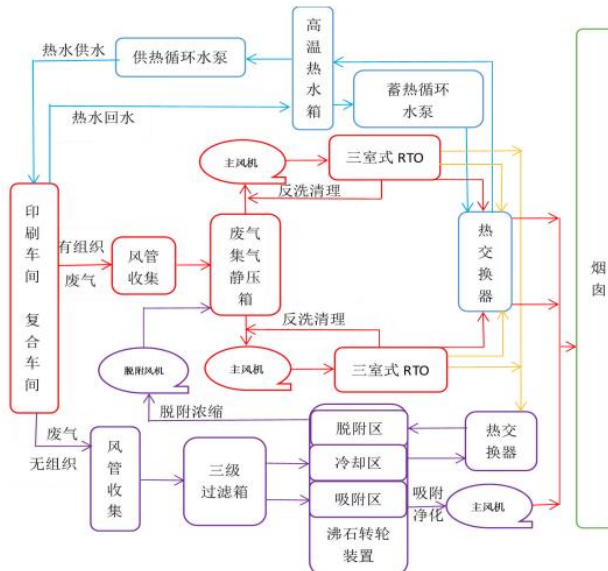 热水供水
供热循环水泵
高温热水箱
热水回水
蓄热循环
水泵
主风机
三室式 RTO
反洗清理
印刷车间
复合车间
有组织
废气
风管
收集
废气
集气
静压
箱
热交换器
烟囱
反洗清理
脱附风机
主风机
三室式 RTO
脱附浓缩
废气
无组织
风管收集
三级
过滤箱
脱附区
冷却区
吸附区
沸石转轮
装置
热交
换器
吸附
净化
主风机